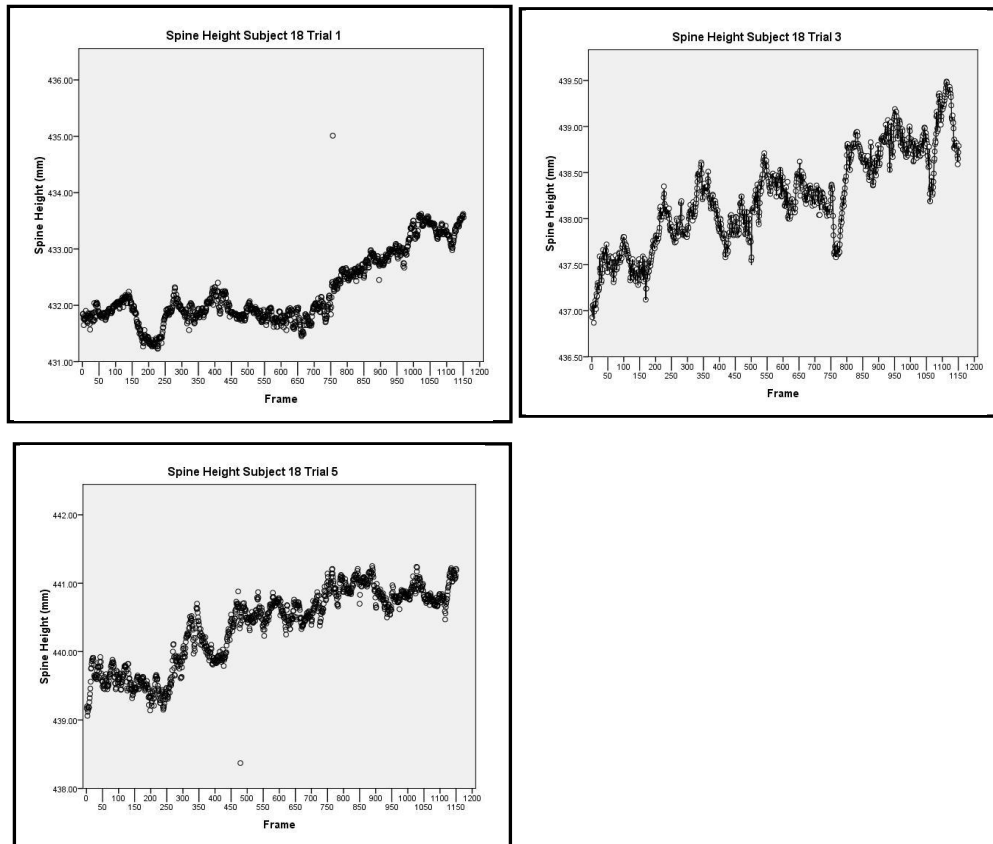 Spine Height Subject 18 Trial 1
436.00
435.00
434.00
433.00
432.00
431.00
Spine Height (mm)
0 100 200 300 400 500 600 700 800 900 1000 1100 1200
50 150 250 350 450 550 650 750 850 950 1050 1150
Frame
Spine Height Subject 18 Trial 3
439.50
439.00
438.50
438.00
437.50
437.00
436.50
Spine Height (mm)
0 100 200 300 400 500 600 700 800 900 1000 1100 1200
50 150 250 350 450 550 650 750 850 950 1050 1150
Frame
Spine Height Subject 18 Trial 5
442.00
441.00
440.00
439.00
438.00
Spine Height (mm)
0 100 200 300 400 500 600 700 800 900 1000 1100 1200
50 150 250 350 450 550 650 750 850 950 1050 1150
Frame